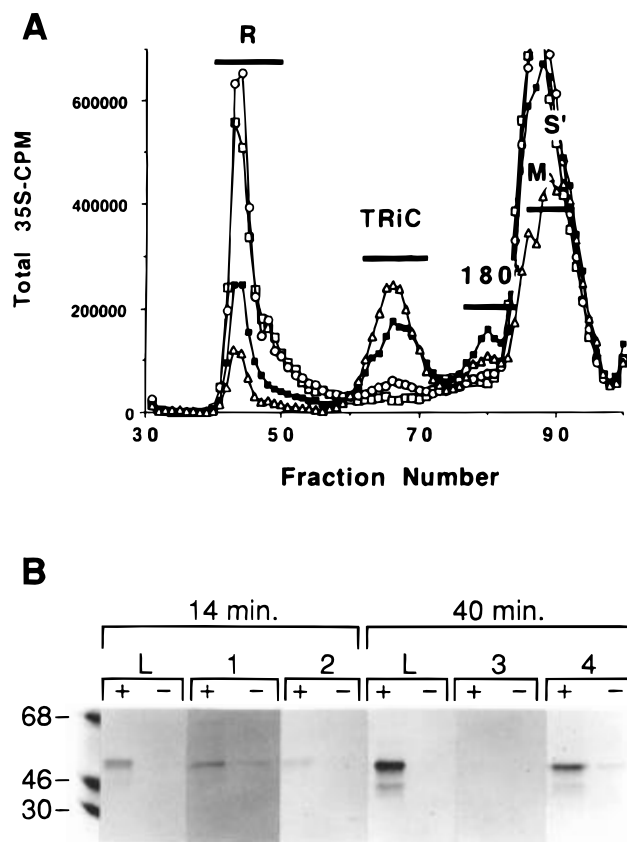 A
R
600000
S'
M
400000
TRiC
180
200000
0
Total 35S-CPM
30 50 70 90
Fraction Number
B
14 min. 40 min.
L 1 2 L 3 4
+ − + − + − + − + − + −
68–
46–
30–